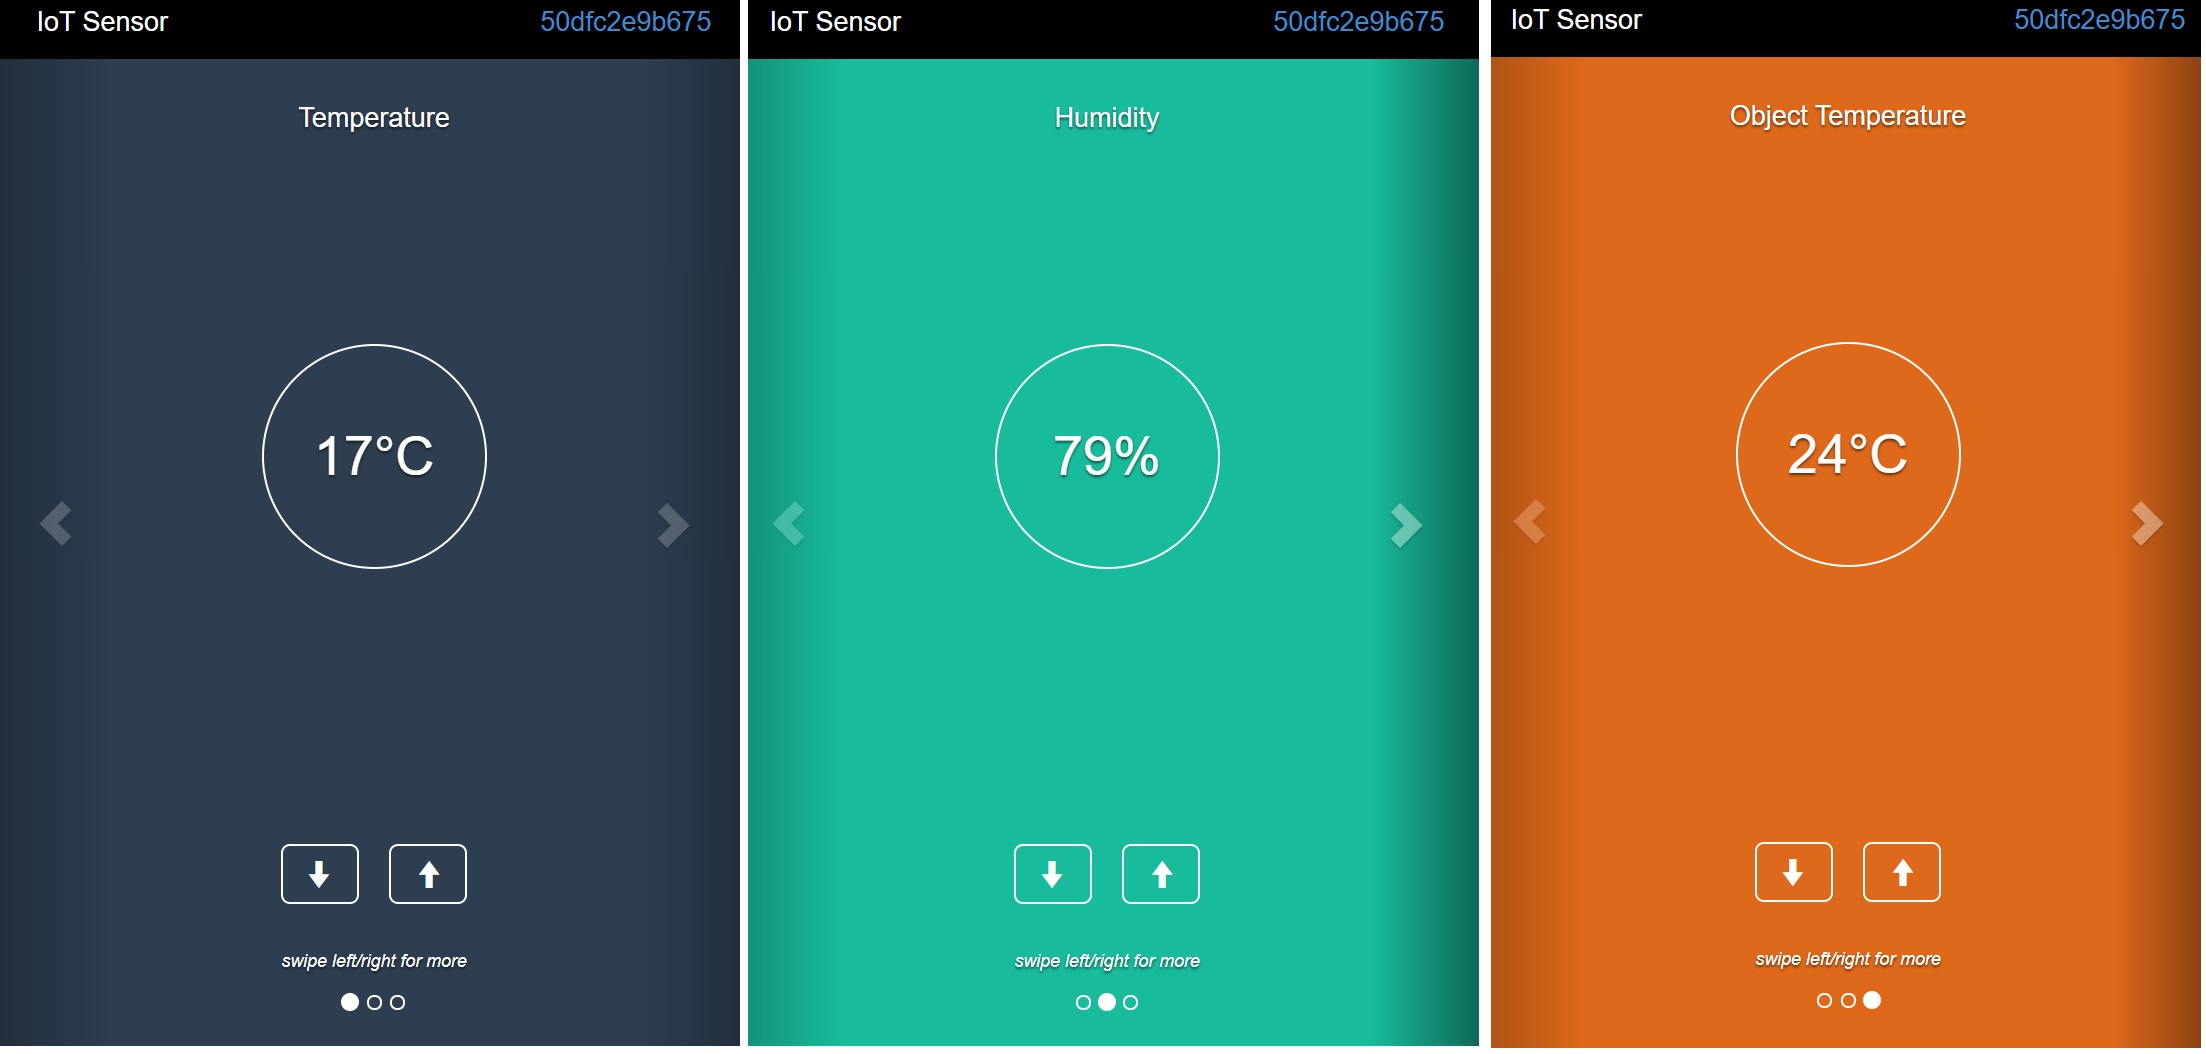 IoT Sensor 50dfc2e9b675
Temperature
17°C
swipe left/right for more
IoT Sensor 50dfc2e9b675
Humidity
79%
swipe left/right for more
IoT Sensor 50dfc2e9b675
Object Temperature
24°C
swipe left/right for more